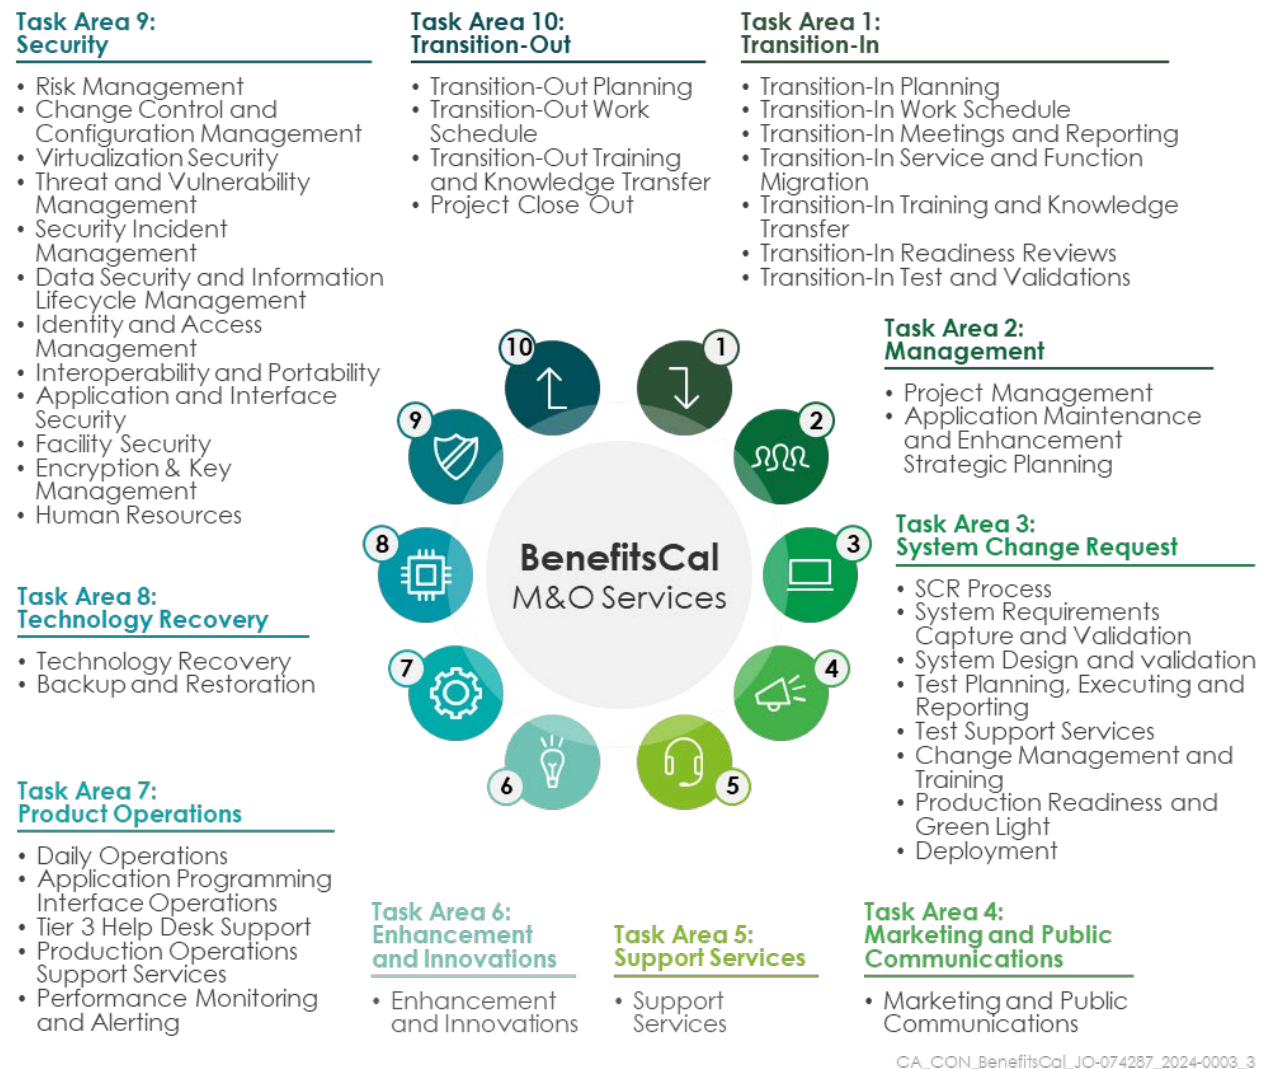 Task Area 9:
Security
• Risk Management
• Change Control and
Configuration Management
• Virtualization Security
• Threat and Vulnerability
Management
• Security Incident
Management
• Data Security and Information
Lifecycle Management
• Identity and Access
Management
• Interoperability and Portability
• Application and Interface
Security
• Facility Security
• Encryption & Key
Management
• Human Resources
Task Area 10:
Transition-Out
• Transition-Out Planning
• Transition-Out Work
Schedule
• Transition-Out Training
and Knowledge Transfer
• Project Close Out
Task Area 1:
Transition-In
• Transition-In Planning
• Transition-In Work Schedule
• Transition-In Meetings and Reporting
• Transition-In Service and Function
Migration
• Transition-In Training and Knowledge
Transfer
• Transition-In Readiness Reviews
• Transition-In Test and Validations
Task Area 2:
Management
• Project Management
• Application Maintenance
and Enhancement
Strategic Planning
10
1
9
2
8
3
7
4
6
5
BenefitsCal
M&O Services
Task Area 3:
System Change Request
• SCR Process
• System Requirements
Capture and Validation
• System Design and validation
• Test Planning, Executing and
Reporting
• Test Support Services
• Change Management and
Training
• Production Readiness and
Green Light
• Deployment
Task Area 8:
Technology Recovery
• Technology Recovery
• Backup and Restoration
Task Area 7:
Product Operations
• Daily Operations
• Application Programming
Interface Operations
• Tier 3 Help Desk Support
• Production Operations
Support Services
• Performance Monitoring
and Alerting
Task Area 6:
Enhancement
and Innovations
• Enhancement
and Innovations
Task Area 5:
Support Services
• Support
Services
Task Area 4:
Marketing and Public
Communications
• Marketing and Public
Communications
CA_CON_BenefitsCal_JO-074287_2024-0003_3